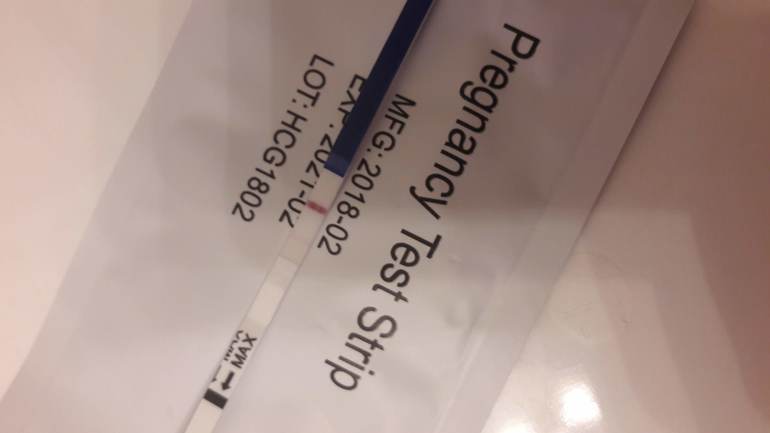 Pregnancy Test Strip
MFG: 2018-02
EXP: 2021-02
LOT: HCG1802
MAX